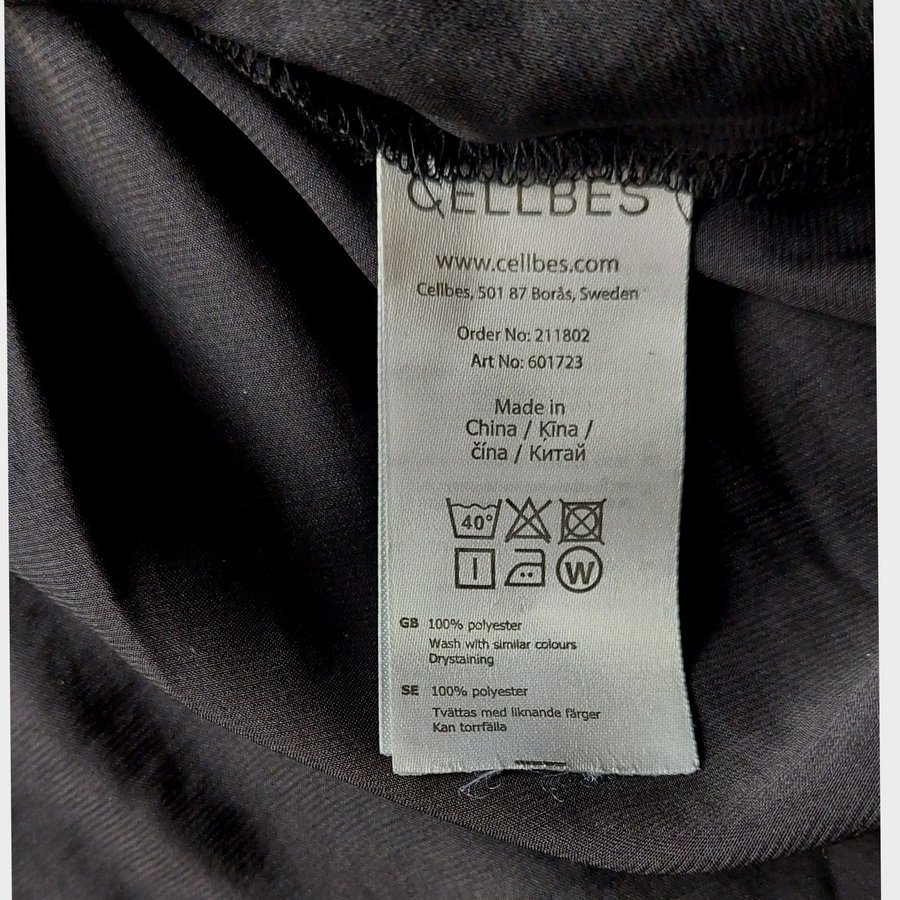 CELLBES
www.cellbes.com
Cellbes, 501 87 Borås, Sweden
Order No: 211802
Art No: 601723
Made in
China / Ķīna /
čína / Китай
40°
W
GB 100% polyester
Wash with similar colours
Drystaining
SE 100% polyester
Tvättas med liknande färger
Kan torrfälla